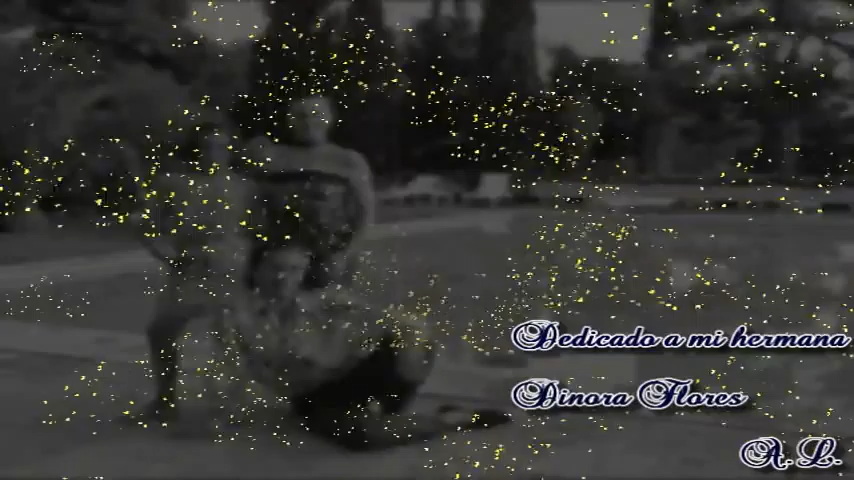 Dedicado a mi hermana
Dinora Flores
A. L.